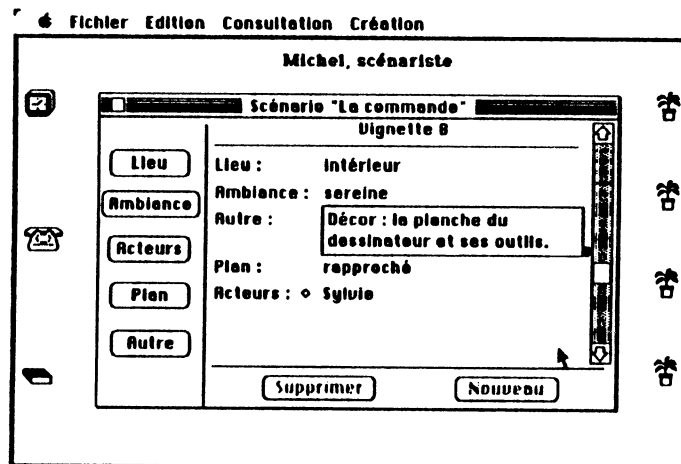 Fichier Edition Consultation Création
Michel, scénariste
Scénario "La commande"
Vignette 8
Lieu
Ambiance
Acteurs
Plan
Autre
Lieu : intérieur
Ambiance : sereine
Autre : Décor : la planche du
dessinateur et ses outils.
Plan : rapproché
Acteurs : ◇ Sylvie
Supprimer Nouveau